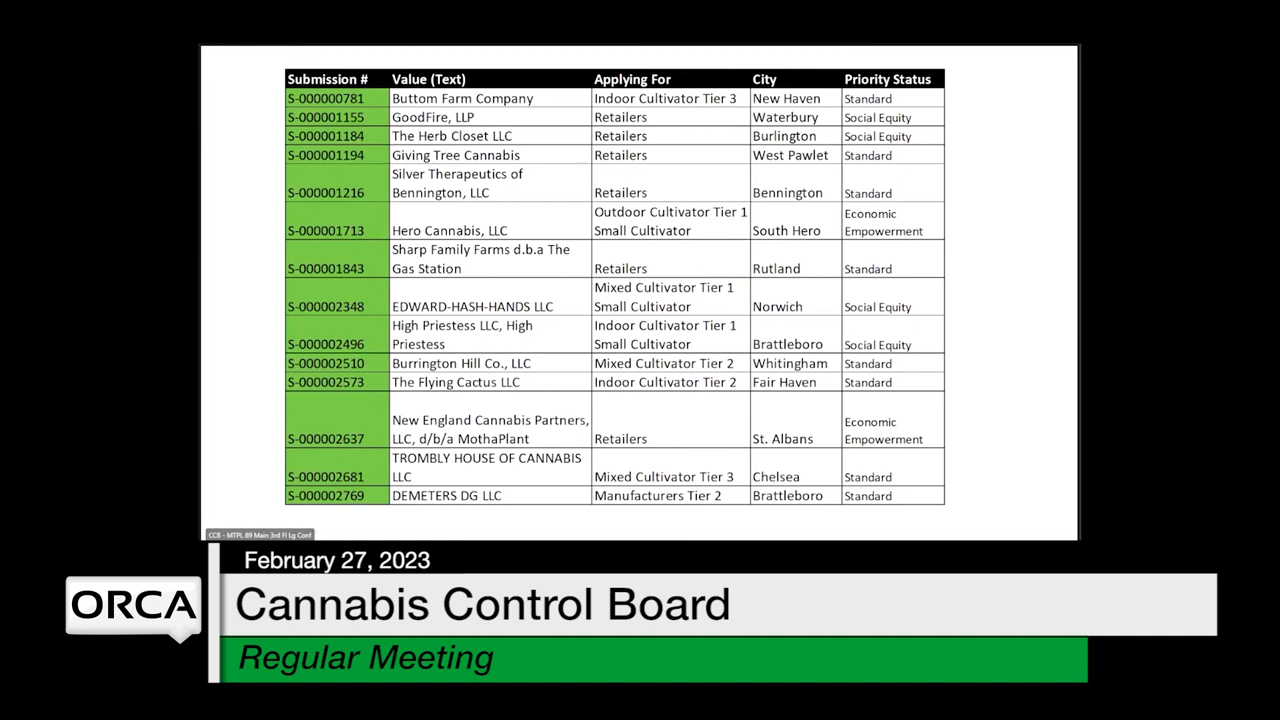 Submission # Value (Text) Applying For City Priority Status
S-000000781 Buttom Farm Company Indoor Cultivator Tier 3 New Haven Standard
S-000001155 GoodFire, LLP Retailers Waterbury Social Equity
S-000001184 The Herb Closet LLC Retailers Burlington Social Equity
S-000001194 Giving Tree Cannabis Retailers West Pawlet Standard
Silver Therapeutics of
S-000001216 Bennington, LLC Retailers Bennington Standard
Outdoor Cultivator Tier 1 Economic
S-000001713 Hero Cannabis, LLC Small Cultivator South Hero Empowerment
Sharp Family Farms d.b.a The
S-000001843 Gas Station Retailers Rutland Standard
Mixed Cultivator Tier 1
S-000002348 EDWARD-HASH-HANDS LLC Small Cultivator Norwich Social Equity
High Priestess LLC, High Indoor Cultivator Tier 1
S-000002496 Priestess Small Cultivator Brattleboro Social Equity
S-000002510 Burrington Hill Co., LLC Mixed Cultivator Tier 2 Whitingham Standard
S-000002573 The Flying Cactus LLC Indoor Cultivator Tier 2 Fair Haven Standard
New England Cannabis Partners, Economic
S-000002637 LLC, d/b/a MothaPlant Retailers St. Albans Empowerment
TROMBLY HOUSE OF CANNABIS
S-000002681 LLC Mixed Cultivator Tier 3 Chelsea Standard
S-000002769 DEMETERS DG LLC Manufacturers Tier 2 Brattleboro Standard
CCB - MTPL 89 Main 3rd Fl Lg Conf
February 27, 2023
ORCA Cannabis Control Board
Regular Meeting